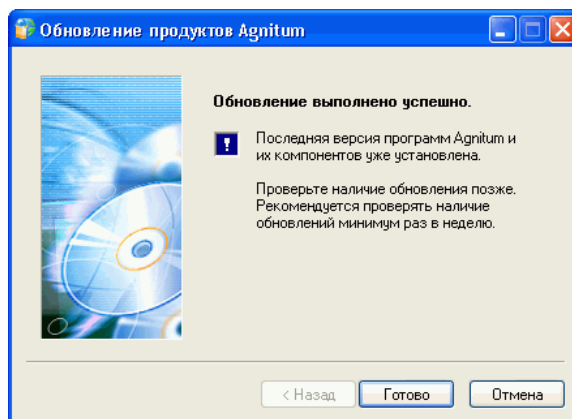 Обновление продуктов Agnitum
Обновление выполнено успешно.
Последняя версия программ Agnitum и
их компонентов уже установлена.
Проверьте наличие обновления позже.
Рекомендуется проверять наличие
обновлений минимум раз в неделю.
< Назад
Готово
Отмена